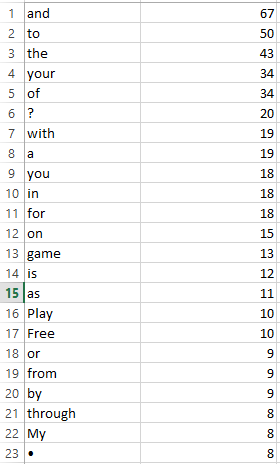 1 and 67
2 to 50
3 the 43
4 your 34
5 of 34
6 ? 20
7 with 19
8 a 19
9 you 18
10 in 18
11 for 18
12 on 15
13 game 13
14 is 12
15 as 11
16 Play 10
17 Free 10
18 or 9
19 from 9
20 by 9
21 through 8
22 My 8
23 • 8